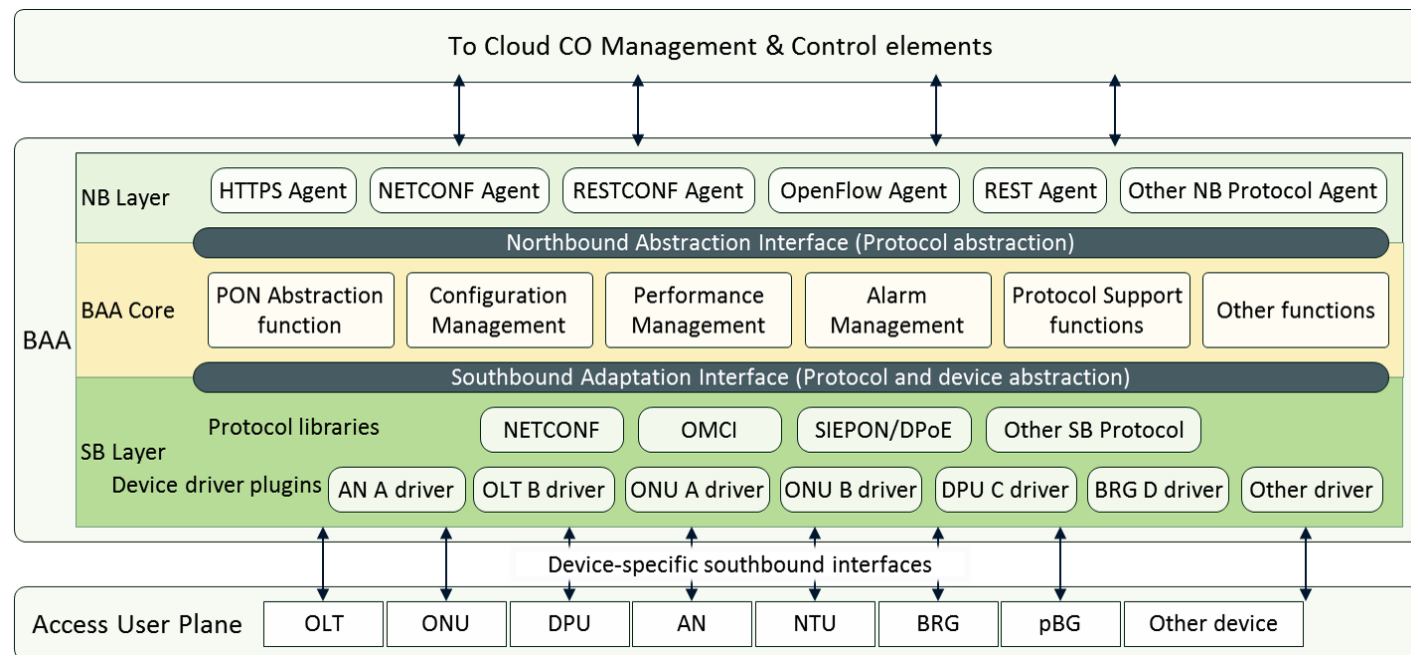 To Cloud CO Management & Control elements
BAA
NB Layer
HTTPS Agent
NETCONF Agent
RESTCONF Agent
OpenFlow Agent
REST Agent
Other NB Protocol Agent
Northbound Abstraction Interface (Protocol abstraction)
BAA Core
PON Abstraction
function
Configuration
Management
Performance
Management
Alarm
Management
Protocol Support
functions
Other functions
Southbound Adaptation Interface (Protocol and device abstraction)
SB Layer
Protocol libraries
NETCONF
OMCI
SIEPON/DPoE
Other SB Protocol
Device driver plugins
AN A driver
OLT B driver
ONU A driver
ONU B driver
DPU C driver
BRG D driver
Other driver
Device-specific southbound interfaces
Access User Plane
OLT
ONU
DPU
AN
NTU
BRG
pBG
Other device